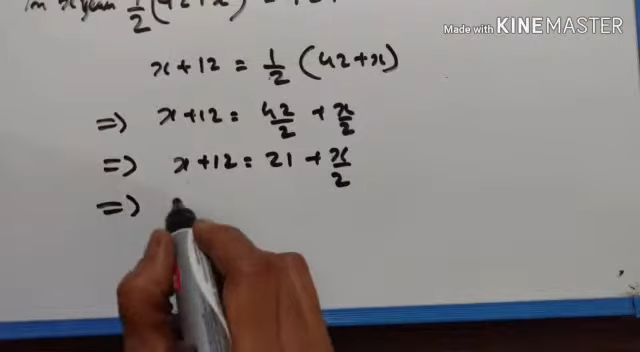 Made with KINEMASTER
x + 12 = 1/2 (42 + x)
=> x + 12 = 42/2 + x/2
=> x + 12 = 21 + x/2
=>